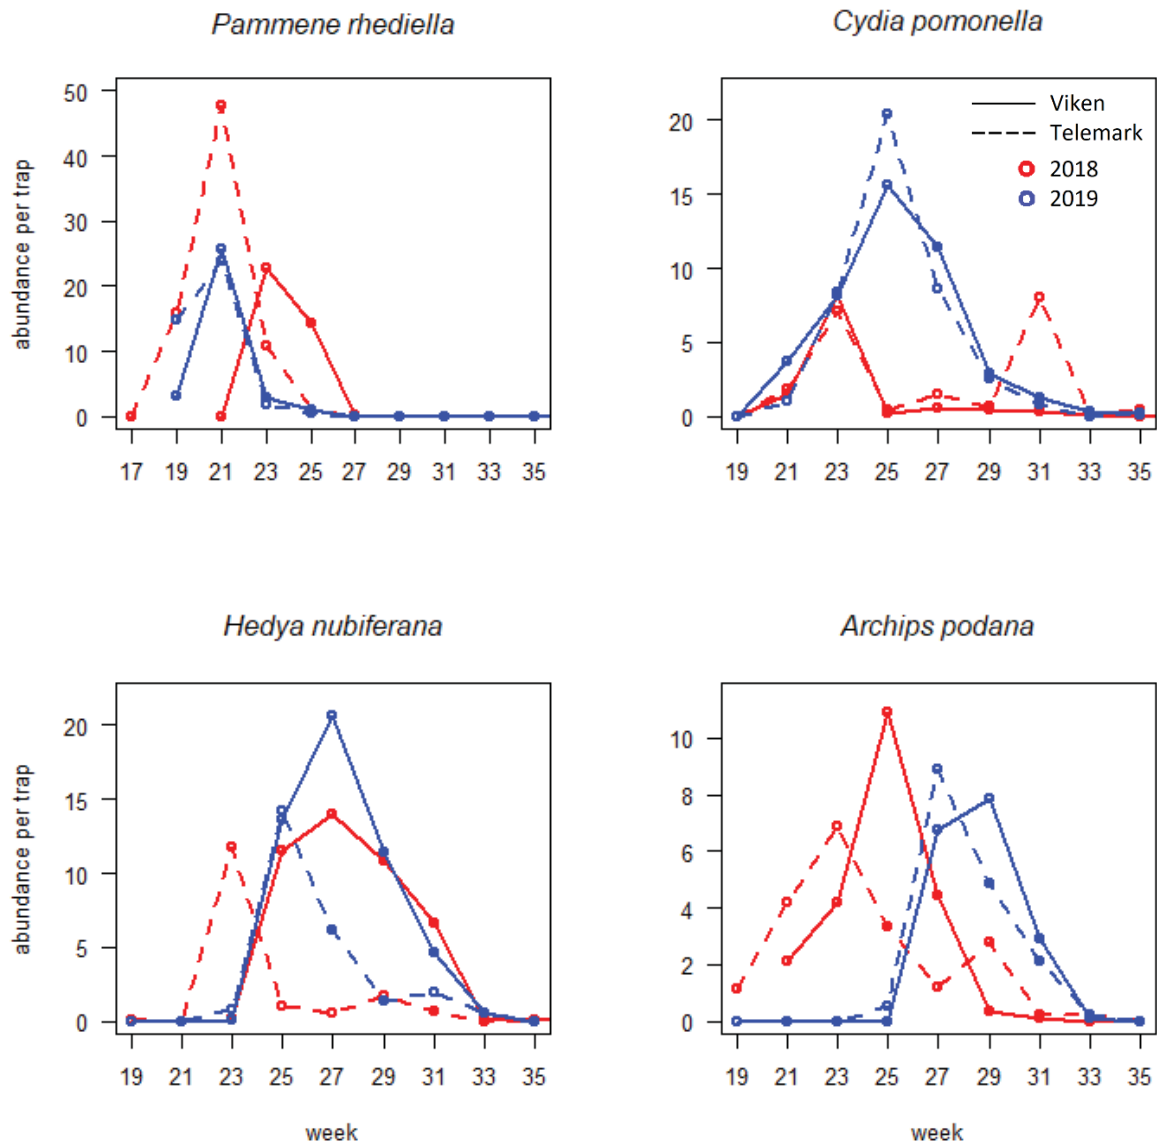 Pammene rhediella
Cydia pomonella
abundance per trap
50
40
30
20
10
0
17 19 21 23 25 27 29 31 33 35
20
15
10
5
0
19 21 23 25 27 29 31 33 35
Viken
Telemark
2018
2019
Hedya nubiferana
Archips podana
abundance per trap
20
15
10
5
0
19 21 23 25 27 29 31 33 35
week
10
8
6
4
2
0
19 21 23 25 27 29 31 33 35
week